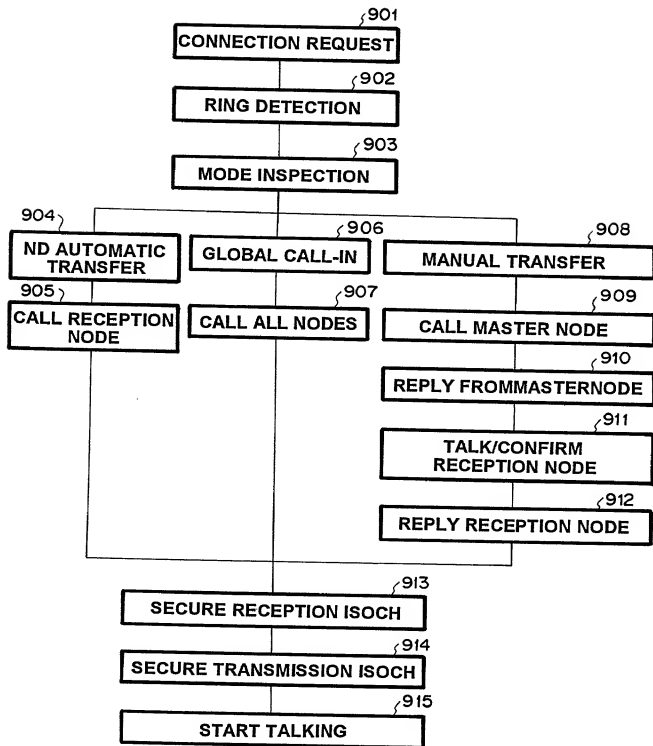 901
CONNECTION REQUEST
902
RING DETECTION
903
MODE INSPECTION
904
ND AUTOMATIC
TRANSFER
905
CALL RECEPTION
NODE
906
GLOBAL CALL-IN
907
CALL ALL NODES
908
MANUAL TRANSFER
909
CALL MASTER NODE
910
REPLY FROMMASTERNODE
911
TALK/CONFIRM
RECEPTION NODE
912
REPLY RECEPTION NODE
913
SECURE RECEPTION ISOCH
914
SECURE TRANSMISSION ISOCH
915
START TALKING